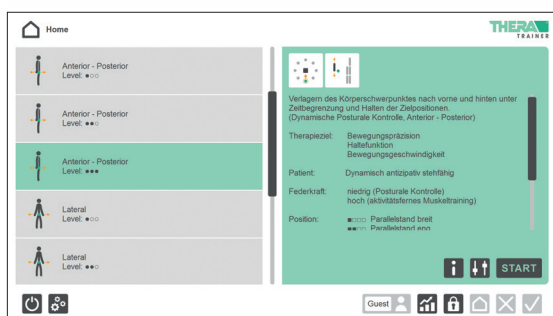 Home
THERA
TRAINER
Anterior - Posterior
Level: ●○○
Anterior - Posterior
Level: ●●○
Anterior - Posterior
Level: ●●●
Lateral
Level: ●○○
Lateral
Level: ●●○
Verlagern des Körperschwerpunktes nach vorne und hinten unter
Zeitbegrenzung und Halten der Zielpositionen.
(Dynamische Posturale Kontrolle, Anterior - Posterior)
Therapieziel: Bewegungspräzision
Haltefunktion
Bewegungsgeschwindigkeit
Patient: Dynamisch antizipativ stehfähig
Federkraft: niedrig (Posturale Kontrolle)
hoch (aktivitätsfernes Muskeltraining)
Position: ■□□□ Parallelstand breit
■■□□ Parallelstand eng
START
Guest